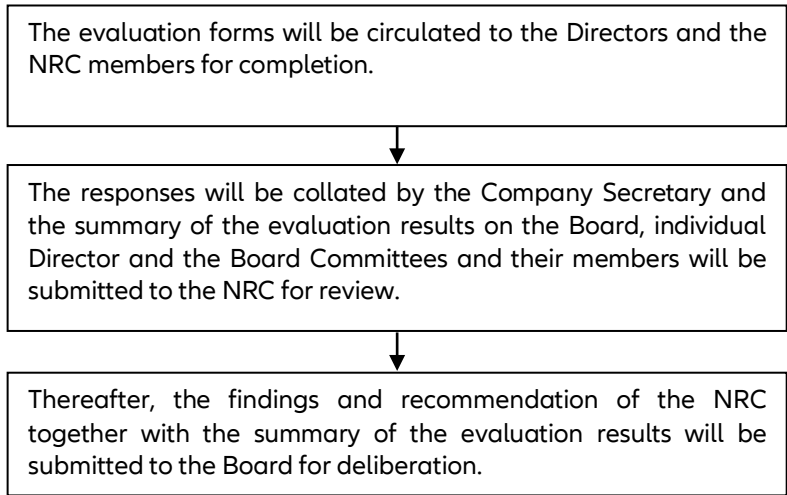 The evaluation forms will be circulated to the Directors and the
NRC members for completion.
The responses will be collated by the Company Secretary and
the summary of the evaluation results on the Board, individual
Director and the Board Committees and their members will be
submitted to the NRC for review.
Thereafter, the findings and recommendation of the NRC
together with the summary of the evaluation results will be
submitted to the Board for deliberation.